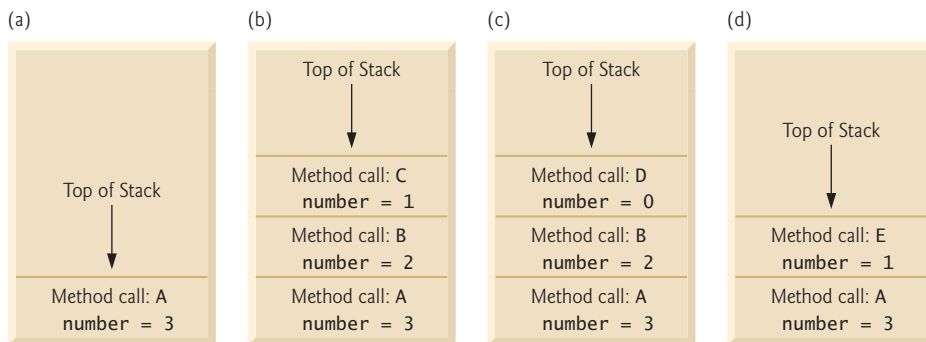 (a)
Top of Stack
Method call: A
number = 3
(b)
Top of Stack
Method call: C
number = 1
Method call: B
number = 2
Method call: A
number = 3
(c)
Top of Stack
Method call: D
number = 0
Method call: B
number = 2
Method call: A
number = 3
(d)
Top of Stack
Method call: E
number = 1
Method call: A
number = 3